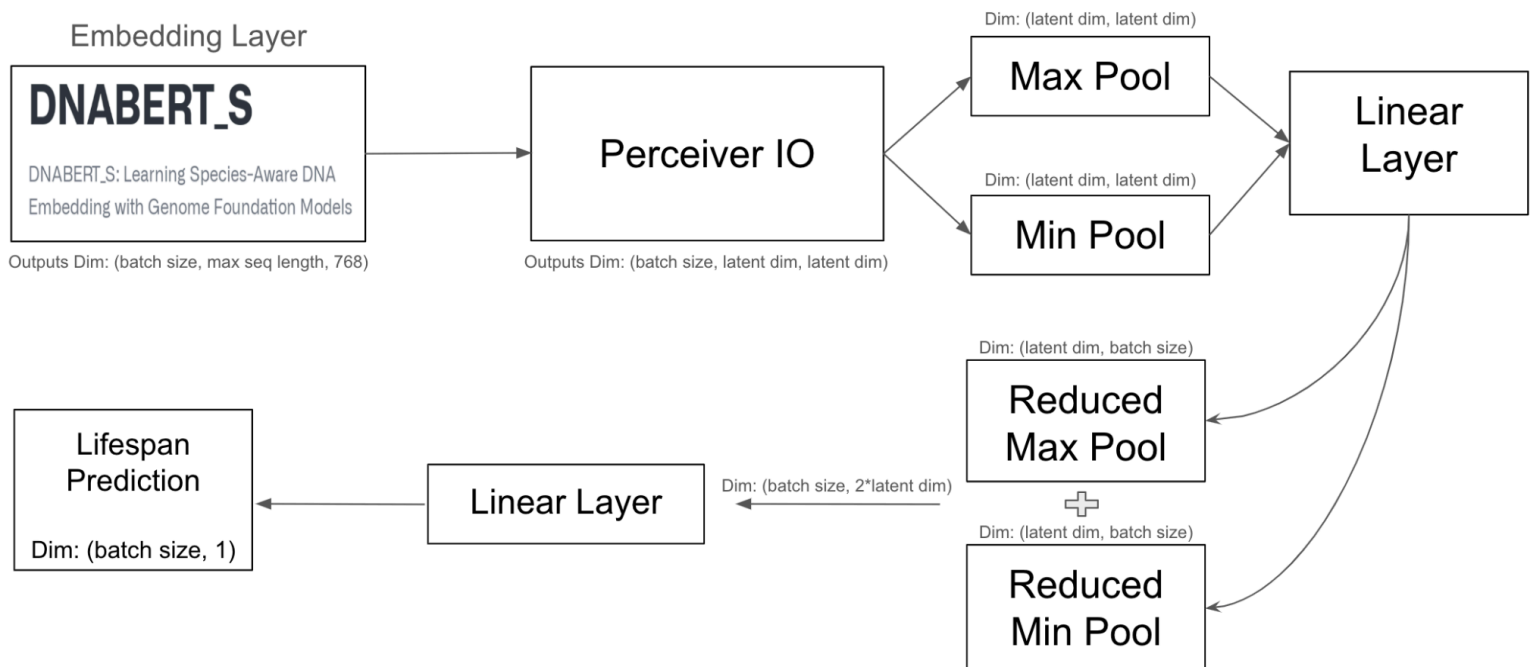 Embedding Layer
DNABERT_S
DNABERT_S: Learning Species-Aware DNA
Embedding with Genome Foundation Models
Outputs Dim: (batch size, max seq length, 768)
Perceiver IO
Outputs Dim: (batch size, latent dim, latent dim)
Dim: (latent dim, latent dim)
Max Pool
Dim: (latent dim, latent dim)
Min Pool
Linear
Layer
Dim: (latent dim, batch size)
Reduced
Max Pool
Dim: (latent dim, batch size)
Reduced
Min Pool
Dim: (batch size, 2*latent dim)
Linear Layer
Lifespan
Prediction
Dim: (batch size, 1)